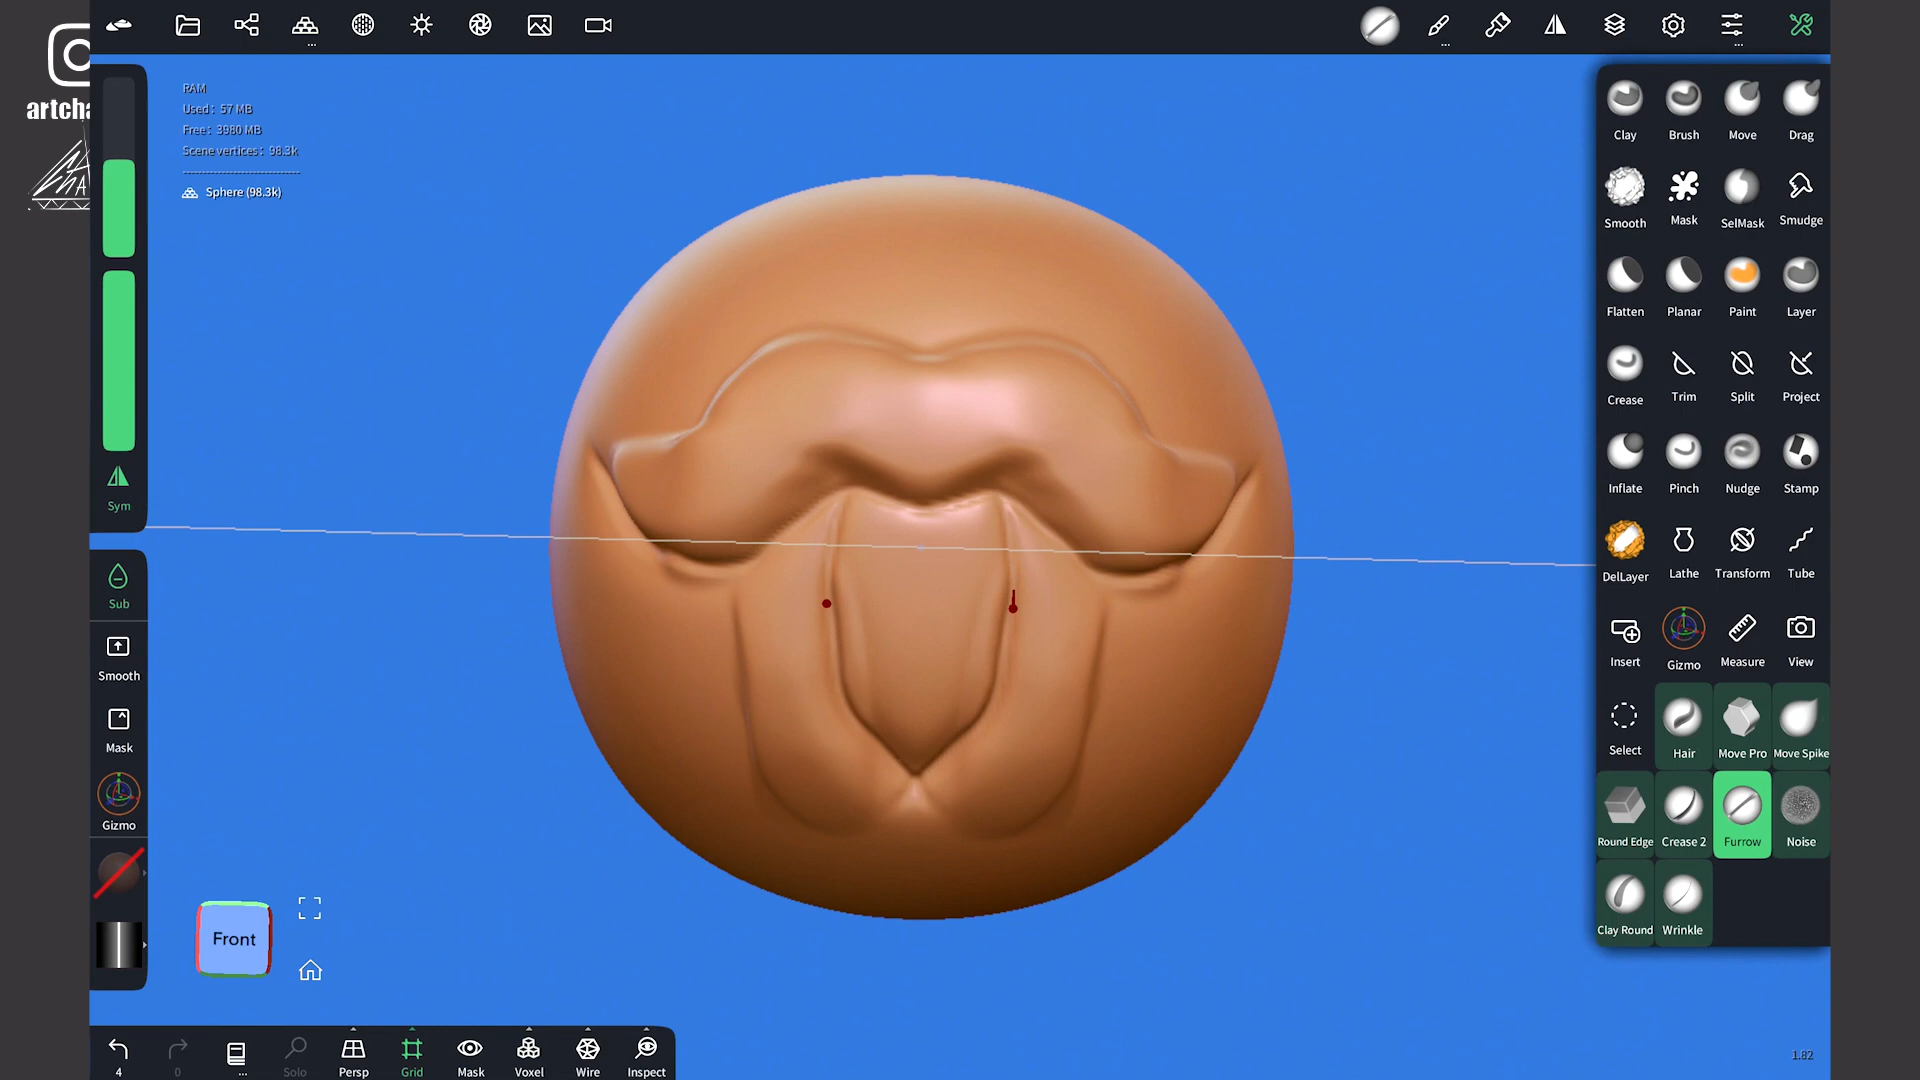 artcha
RAM
Used: 57 MB
Free: 3980 MB
Scene vertices: 98.3k
Sphere (98.3k)
Sym
Sub
Smooth
Mask
Gizmo
Front
Clay Brush Move Drag
Smooth Mask SelMask Smudge
Flatten Planar Paint Layer
Crease Trim Split Project
Inflate Pinch Nudge Stamp
DelLayer Lathe Transform Tube
Insert Gizmo Measure View
Select Hair Move Pro Move Spike
Round Edge Crease 2 Furrow Noise
Clay Round Wrinkle
4 0 ... Solo Persp Grid Mask Voxel Wire Inspect
1.82